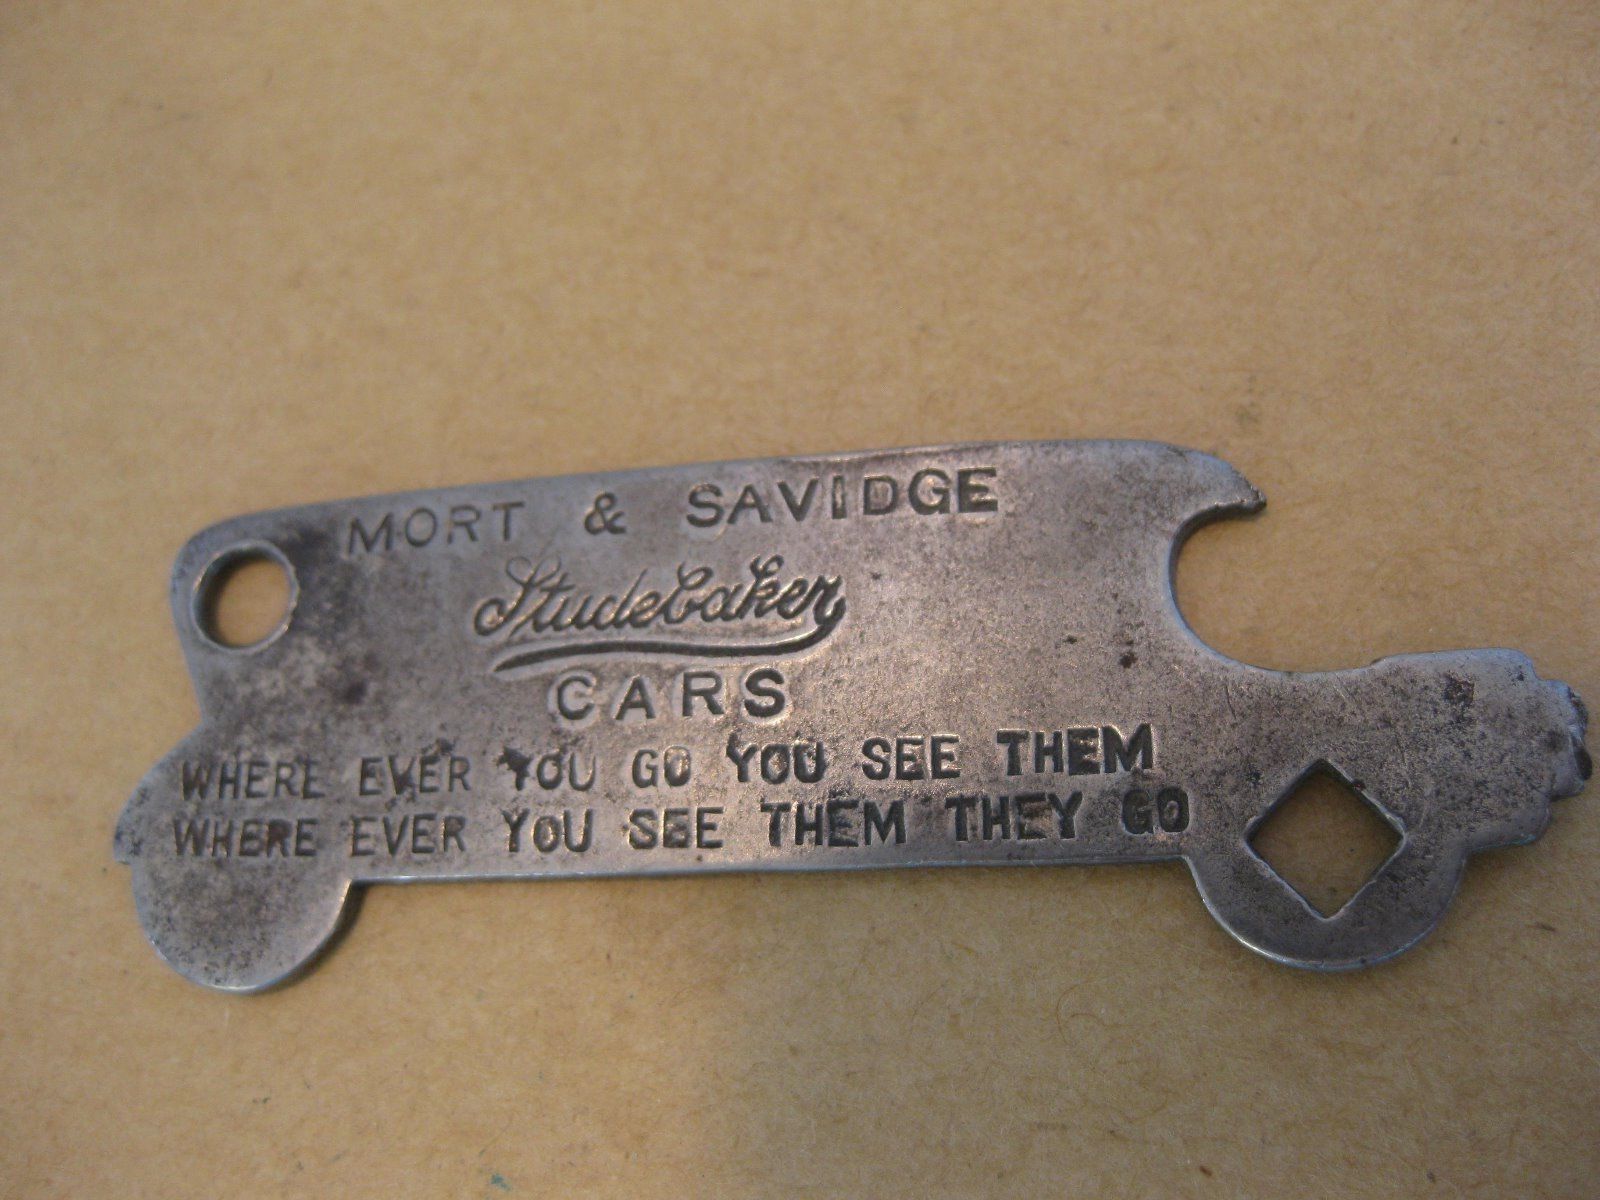 MORT & SAVIDGE
Studebaker
CARS
WHERE EVER YOU GO YOU SEE THEM
WHERE EVER YOU SEE THEM THEY GO